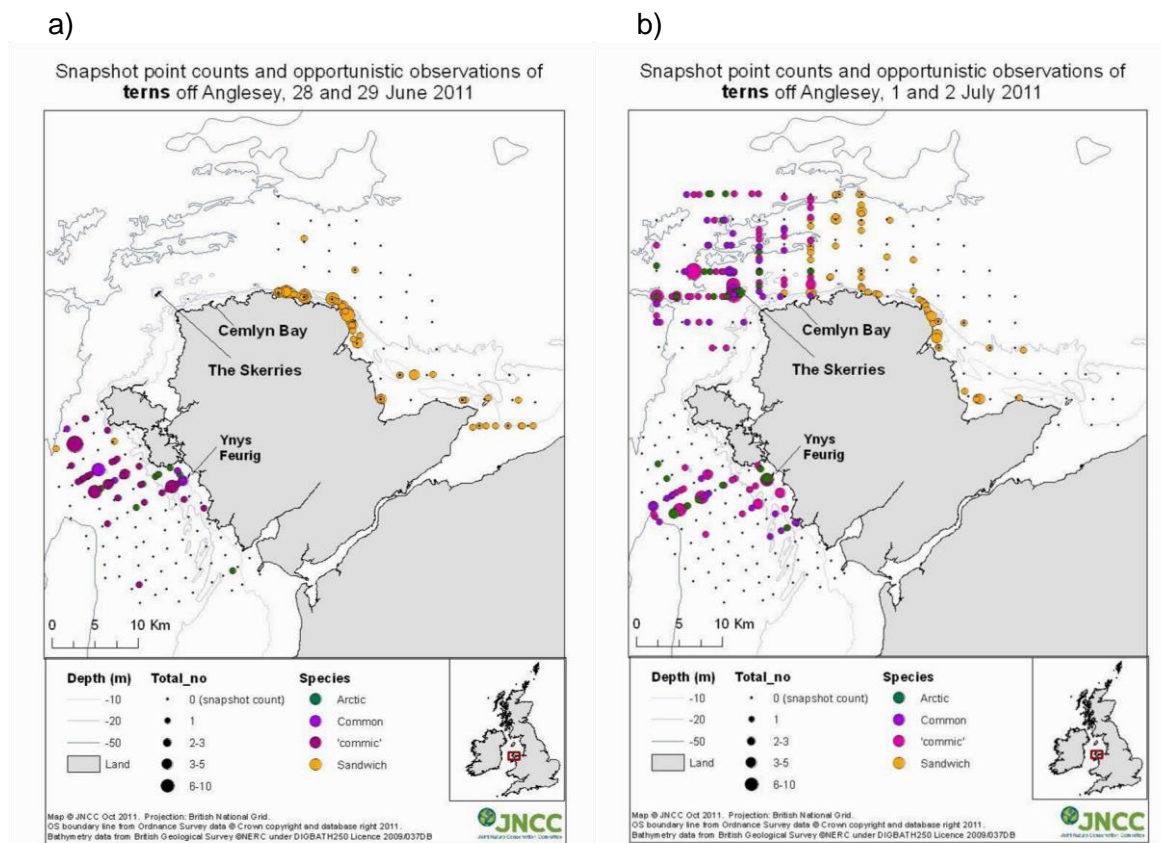 a)
Snapshot point counts and opportunistic observations of
terns off Anglesey, 28 and 29 June 2011
Cemlyn Bay
The Skerries
Ynys
Feurig
0 5 10 Km
Depth (m) Total_no Species
-10 0 (snapshot count) Arctic
-20 1 Common
-50 2-3 'commic'
Land 3-5 Sandwich
6-10
Map @ JNCC Oct 2011. Projection: British National Grid.
OS boundary line from Ordnance Survey data @ Crown copyright and database right 2011.
Bathymetry data from British Geological Survey ©NERC under DIGBATH250 Licence 2009/037DB
JNCC
Joint Nature Conservation Committee
b)
Snapshot point counts and opportunistic observations of
terns off Anglesey, 1 and 2 July 2011
Cemlyn Bay
The Skerries
Ynys
Feurig
0 5 10 Km
Depth (m) Total_no Species
-10 0 (snapshot count) Arctic
-20 1 Common
-50 2-3 'commic'
Land 3-5 Sandwich
6-10
Map @ JNCC Oct 2011. Projection: British National Grid.
OS boundary line from Ordnance Survey data @ Crown copyright and database right 2011.
Bathymetry data from British Geological Survey ©NERC under DIGBATH250 Licence 2009/037DB
JNCC
Joint Nature Conservation Committee